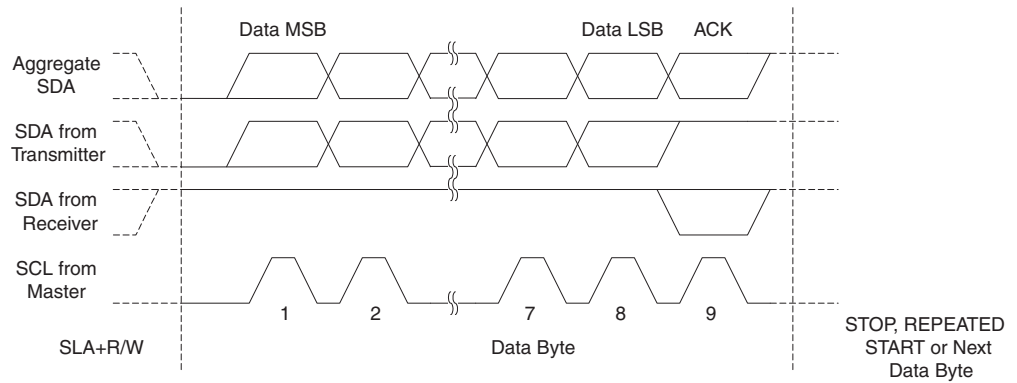 Data MSB
Data LSB
ACK
Aggregate
SDA
SDA from
Transmitter
SDA from
Receiver
SCL from
Master
1
2
7
8
9
SLA+R/W
Data Byte
STOP, REPEATED
START or Next
Data Byte